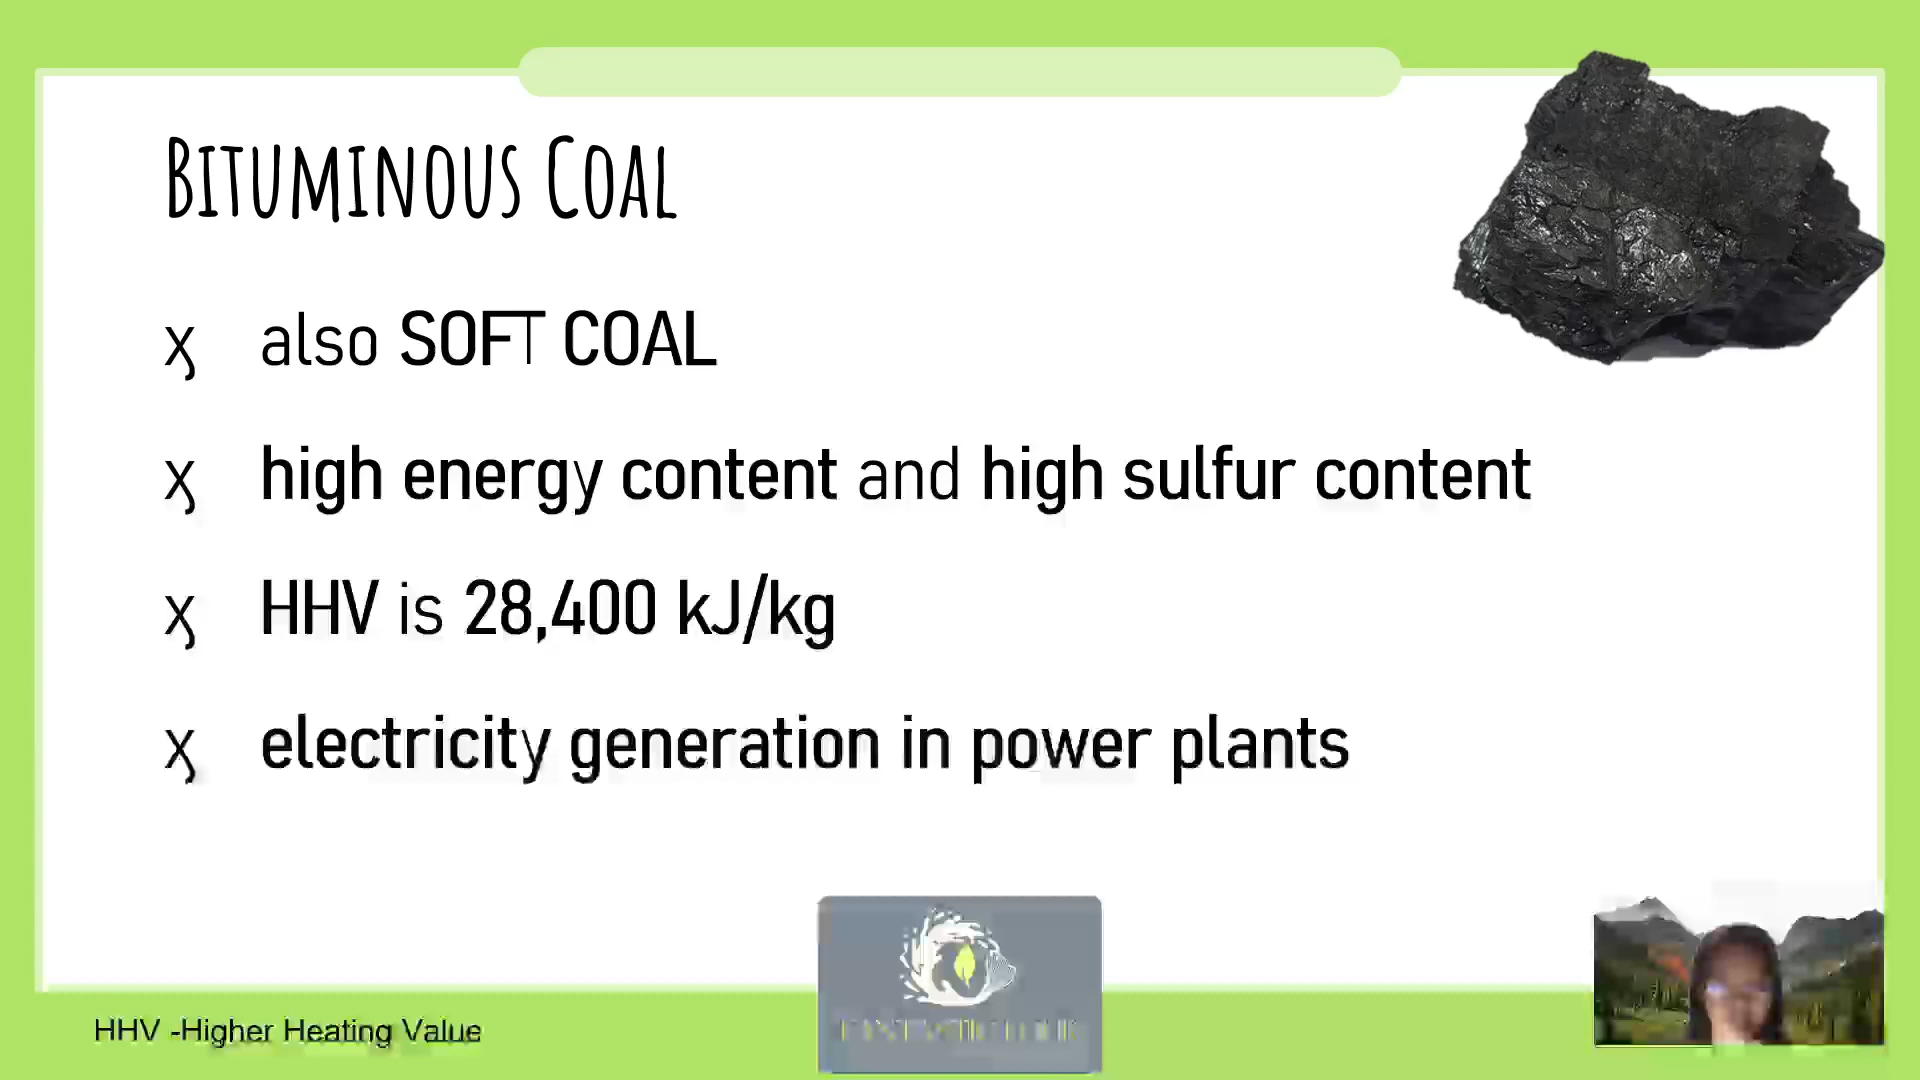 BITUMINOUS COAL
ҳ also SOFT COAL
ҳ high energy content and high sulfur content
ҳ HHV is 28,400 kJ/kg
ҳ electricity generation in power plants
HHV -Higher Heating Value